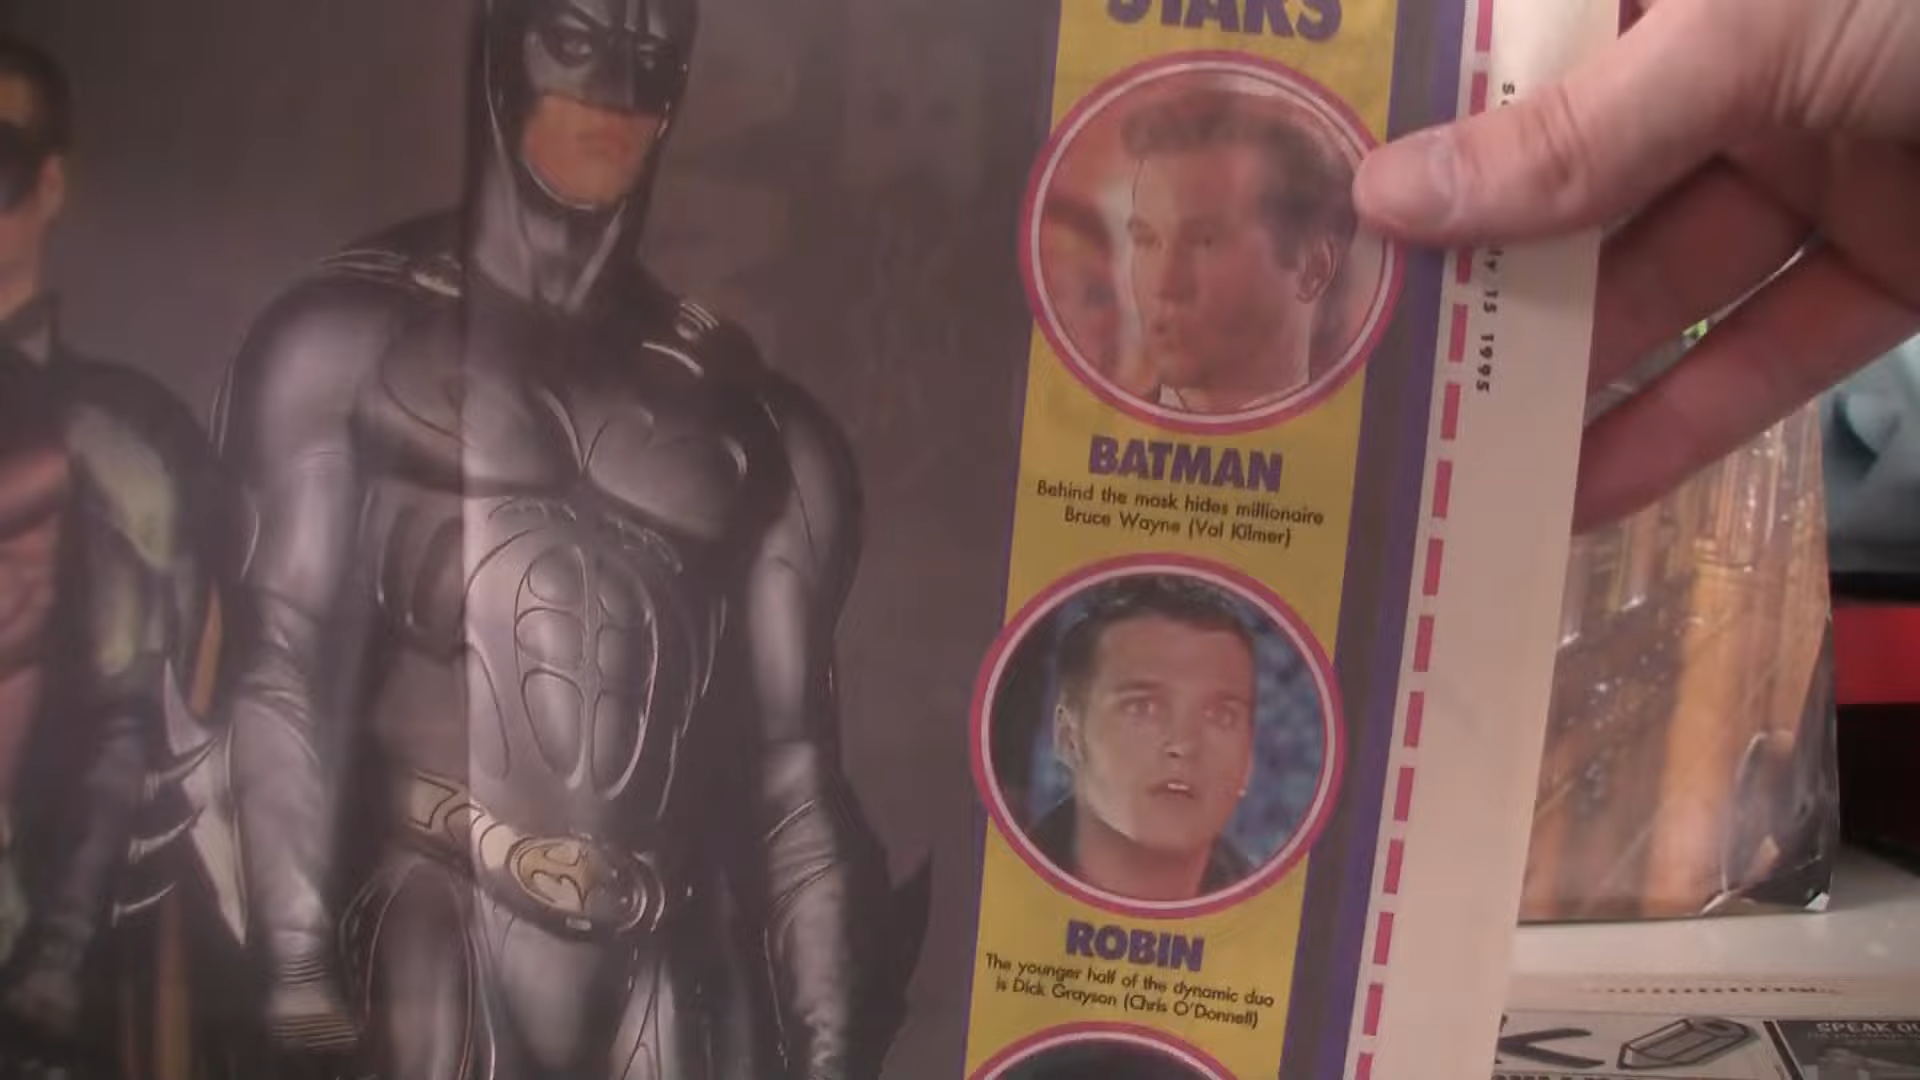 STARS
BATMAN
Behind the mask hides millionaire
Bruce Wayne (Val Kilmer)
ROBIN
The younger half of the dynamic duo
is Dick Grayson (Chris O'Donnell)
15 1995
SPEAK